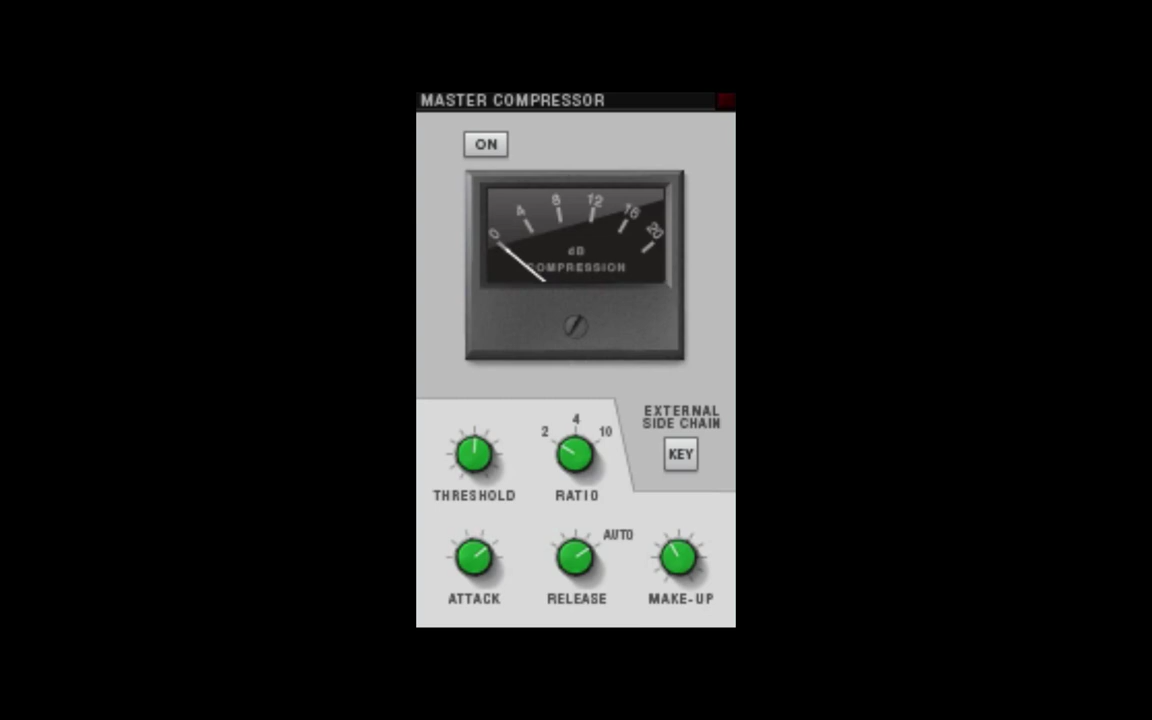 MASTER COMPRESSOR
ON
0 4 8 12 16 20
dB
COMPRESSION
EXTERNAL
SIDE CHAIN
KEY
2 4 10
THRESHOLD
RATIO
AUTO
ATTACK
RELEASE
MAKE-UP